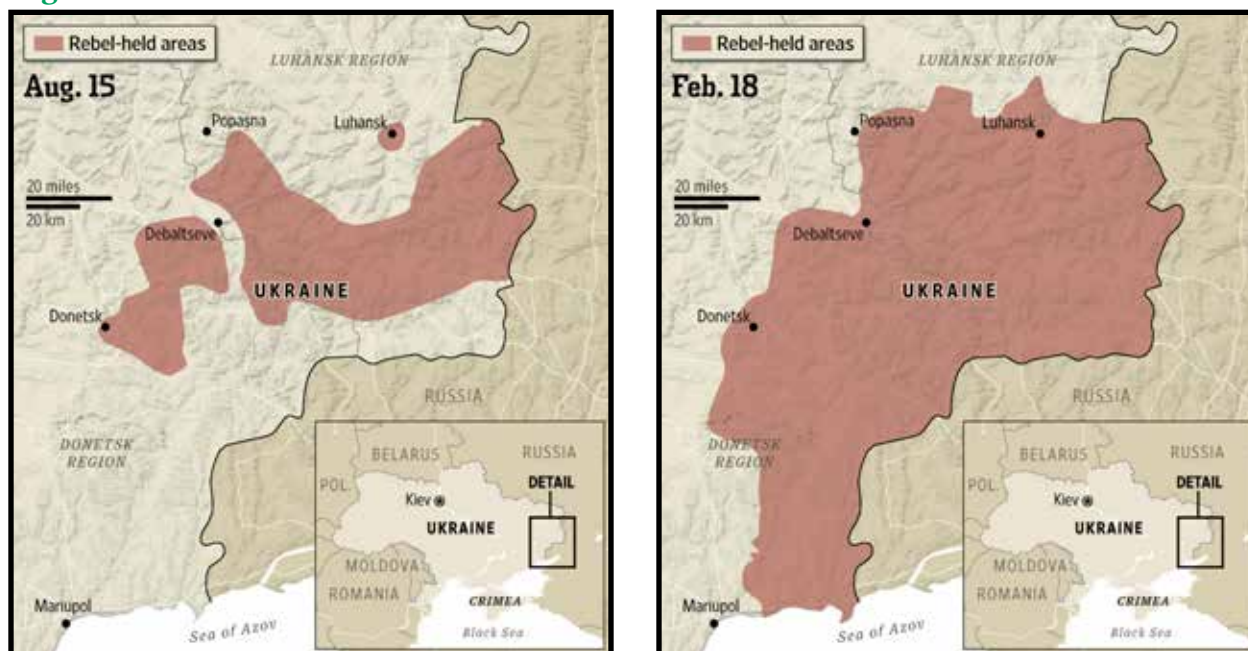 Rebel-held areas
Aug. 15
LUHANSK REGION
Popasna
Luhansk
20 miles
20 km
Debaltseve
UKRAINE
Donetsk
RUSSIA
DONETSK
REGION
BELARUS
RUSSIA
POL.
Kiev
DETAIL
UKRAINE
MOLDOVA
ROMANIA
CRIMEA
Black Sea
Mariupol
Sea of Azov
Rebel-held areas
Feb. 18
LUHANSK REGION
Popasna
Luhansk
20 miles
20 km
Debaltseve
UKRAINE
Donetsk
RUSSIA
DONETSK
REGION
BELARUS
RUSSIA
POL.
Kiev
DETAIL
UKRAINE
MOLDOVA
ROMANIA
CRIMEA
Black Sea
Mariupol
Sea of Azov